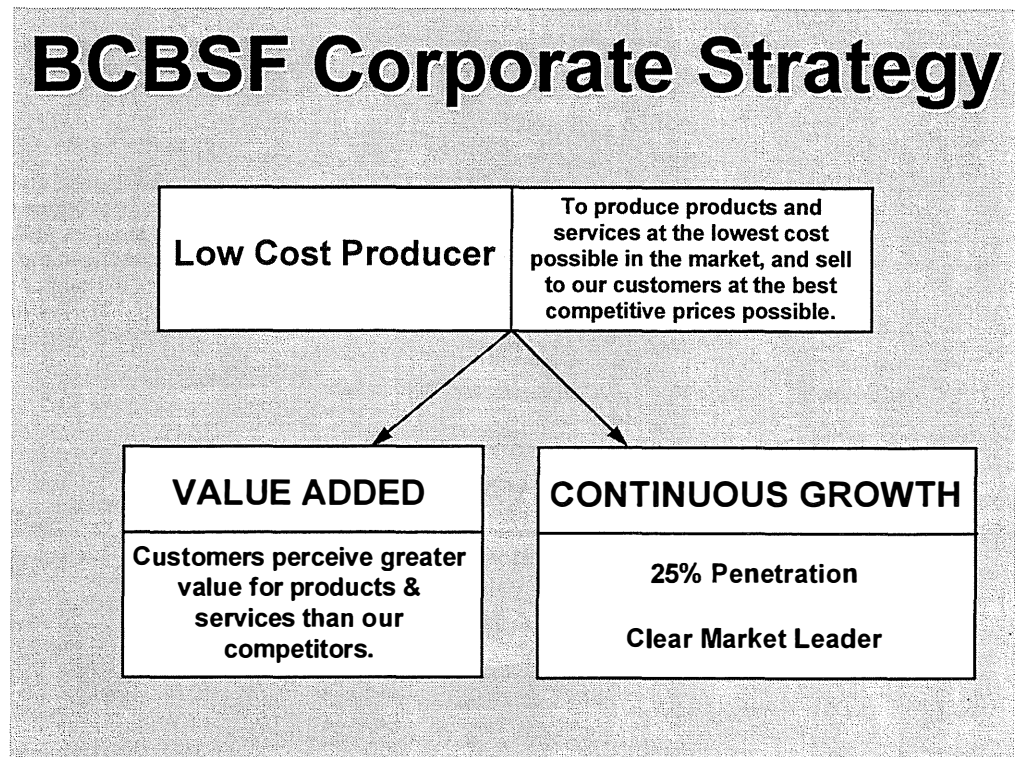 BCBSF Corporate Strategy
Low Cost Producer
To produce products and
services at the lowest cost
possible in the market, and sell
to our customers at the best
competitive prices possible.
VALUE ADDED
Customers perceive greater
value for products &
services than our
competitors.
CONTINUOUS GROWTH
25% Penetration
Clear Market Leader